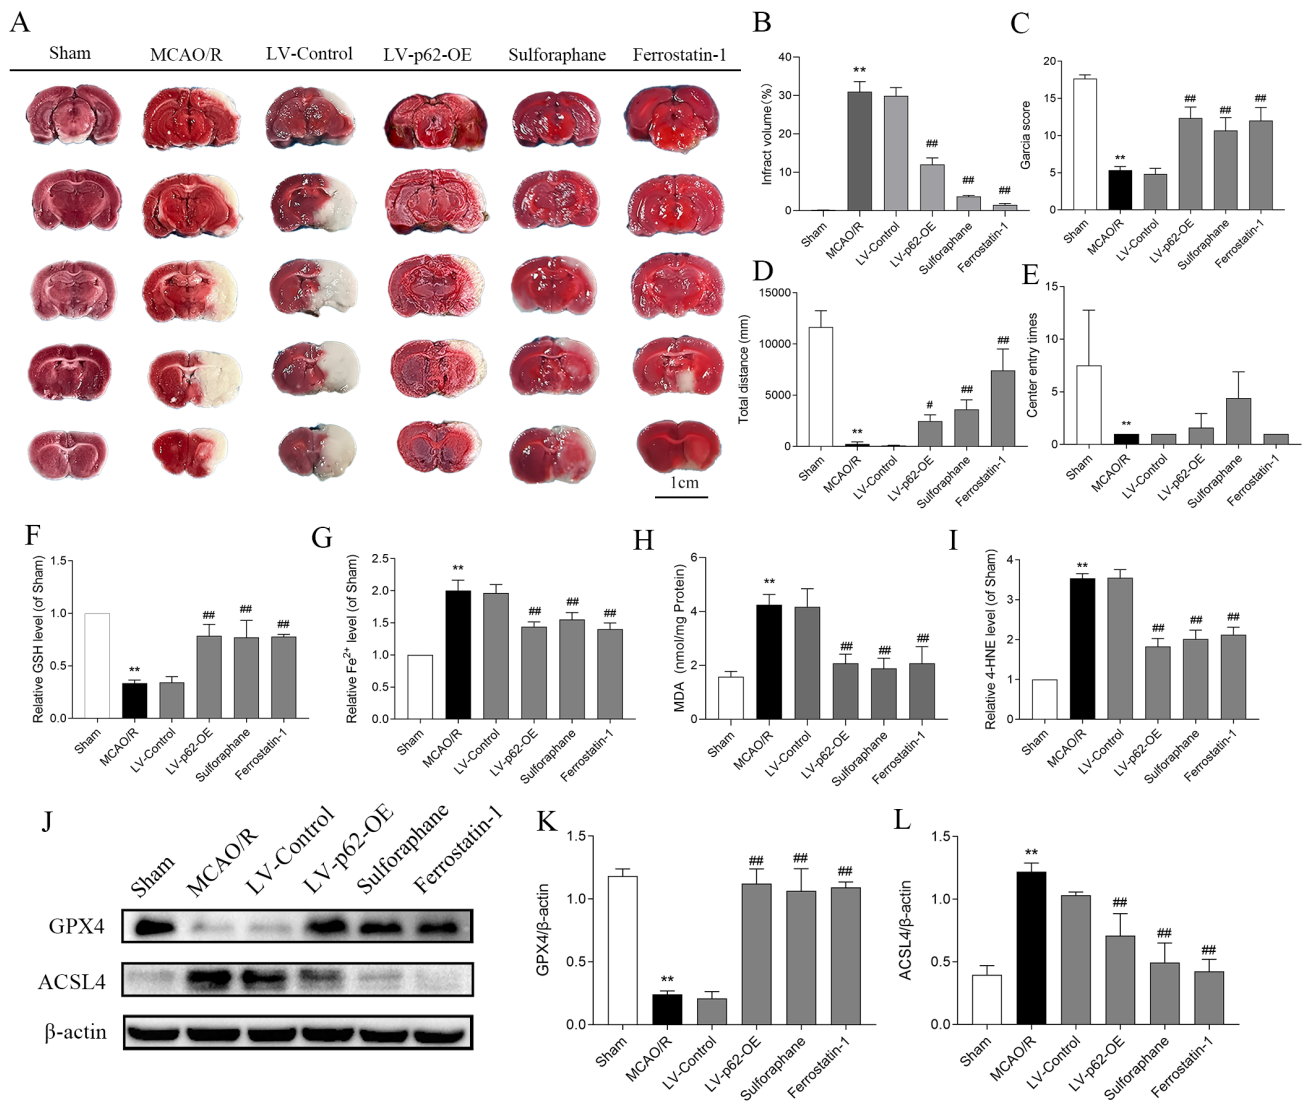 A
Sham MCAO/R LV-Control LV-p62-OE Sulforaphane Ferrostatin-1
1cm
B
Infract volume(%)
40
30
20
10
0
** ## ## ##
Sham MCAO/R LV-Control LV-p62-OE Sulforaphane Ferrostatin-1
C
Garcia score
20
15
10
5
0
** ## ## ##
Sham MCAO/R LV-Control LV-p62-OE Sulforaphane Ferrostatin-1
D
Total distance (mm)
15000
10000
5000
0
** # ## ##
Sham MCAO/R LV-Control LV-p62-OE Sulforaphane Ferrostatin-1
E
Center entry times
15
10
5
0
**
Sham MCAO/R LV-Control LV-p62-OE Sulforaphane Ferrostatin-1
F
Relative GSH level (of Sham)
1.5
1.0
0.5
0.0
** ## ## ##
Sham MCAO/R LV-Control LV-p62-OE Sulforaphane Ferrostatin-1
G
Relative Fe²⁺ level (of Sham)
2.5
2.0
1.5
1.0
0.5
0.0
** ## ## ##
Sham MCAO/R LV-Control LV-p62-OE Sulforaphane Ferrostatin-1
H
MDA (nmol/mg Protein)
6
4
2
0
** ## ## ##
Sham MCAO/R LV-Control LV-p62-OE Sulforaphane Ferrostatin-1
I
Relative 4-HNE level (of Sham)
4
3
2
1
0
** ## ## ##
Sham MCAO/R LV-Control LV-p62-OE Sulforaphane Ferrostatin-1
J
Sham MCAO/R LV-Control LV-p62-OE Sulforaphane Ferrostatin-1
GPX4
ACSL4
β-actin
K
GPX4/β-actin
1.5
1.0
0.5
0.0
** ## ## ##
Sham MCAO/R LV-Control LV-p62-OE Sulforaphane Ferrostatin-1
L
ACSL4/β-actin
1.5
1.0
0.5
0.0
** ## ## ##
Sham MCAO/R LV-Control LV-p62-OE Sulforaphane Ferrostatin-1